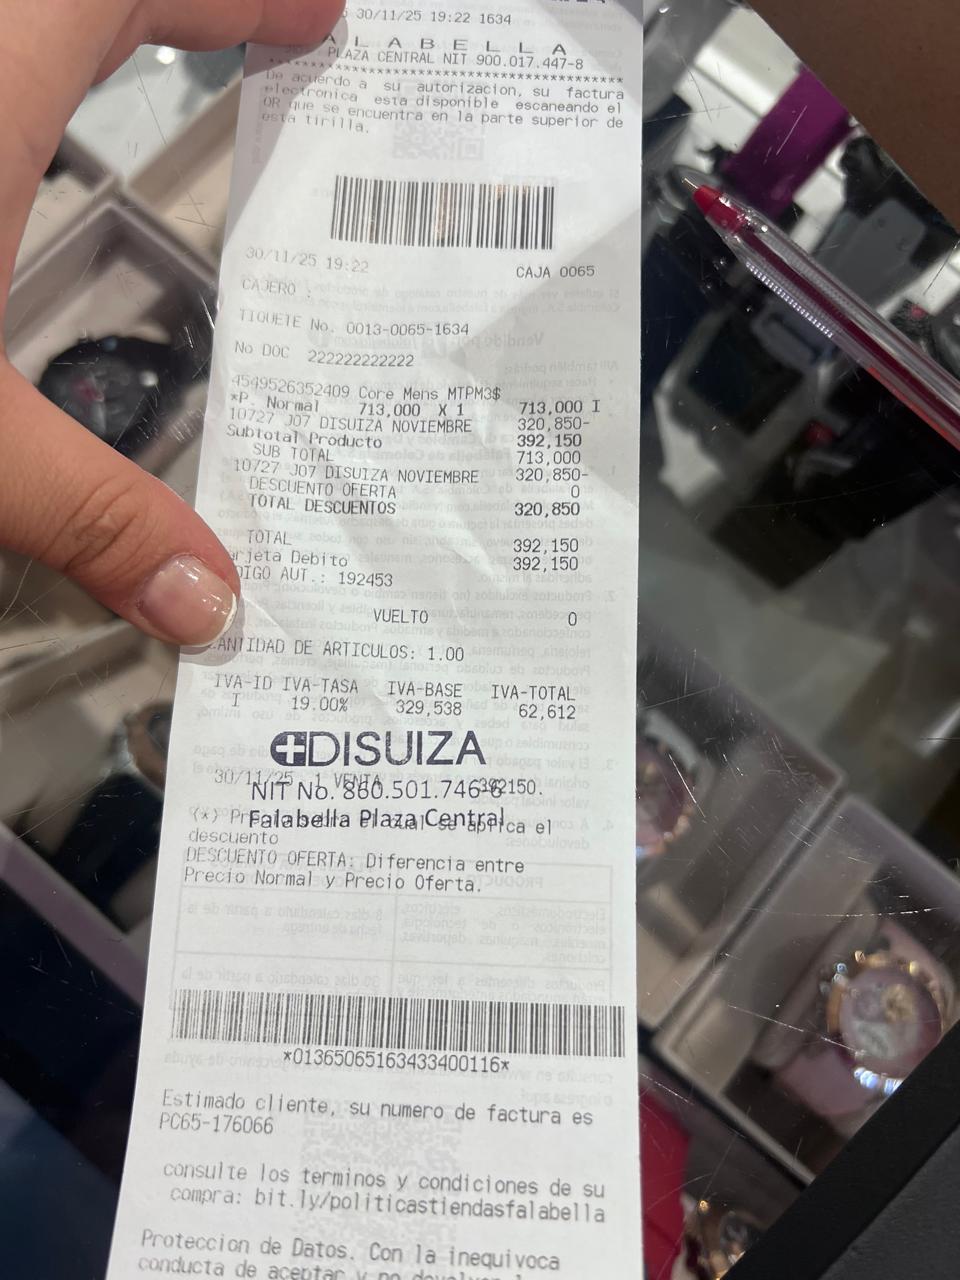 30/11/25 19:22 1634
A L A B E L L A
PLAZA CENTRAL NIT 900.017.447-8
****************************************
De acuerdo a su autorizacion, su factura
electronica esta disponible escaneando el
QR que se encuentra en la parte superior de
esta tirilla.
30/11/25 19:22 CAJA 0065
CAJERO :
TIQUETE No. 0013-0065-1634
No DOC 222222222222
4549526352409 Core Mens MTPM3$
*P. Normal 713,000 X 1 713,000 I
10727 J07 DISUIZA NOVIEMBRE 320,850-
Subtotal Producto 392,150
SUB TOTAL 713,000
10727 J07 DISUIZA NOVIEMBRE 320,850-
DESCUENTO OFERTA 0
TOTAL DESCUENTOS 320,850
TOTAL 392,150
arjeta Debito 392,150
DIGO AUT.: 192453
VUELTO 0
ANTIDAD DE ARTICULOS: 1.00
IVA-ID IVA-TASA IVA-BASE IVA-TOTAL
I 19.00% 329,538 62,612
DISUIZA
30/11/25 1 VENTA 392150.
NIT No. 860.501.746-6
Falabella Plaza Central
(*) el cual se aplica el
descuento
DESCUENTO OFERTA: Diferencia entre
Precio Normal y Precio Oferta.
*01365065163433400116*
Estimado cliente, su numero de factura es
PC65-176066
consulte los terminos y condiciones de su
compra: bit.ly/politicastiendasfalabella
Proteccion de Datos. Con la inequivoca
conducta de aceptar y no devolver